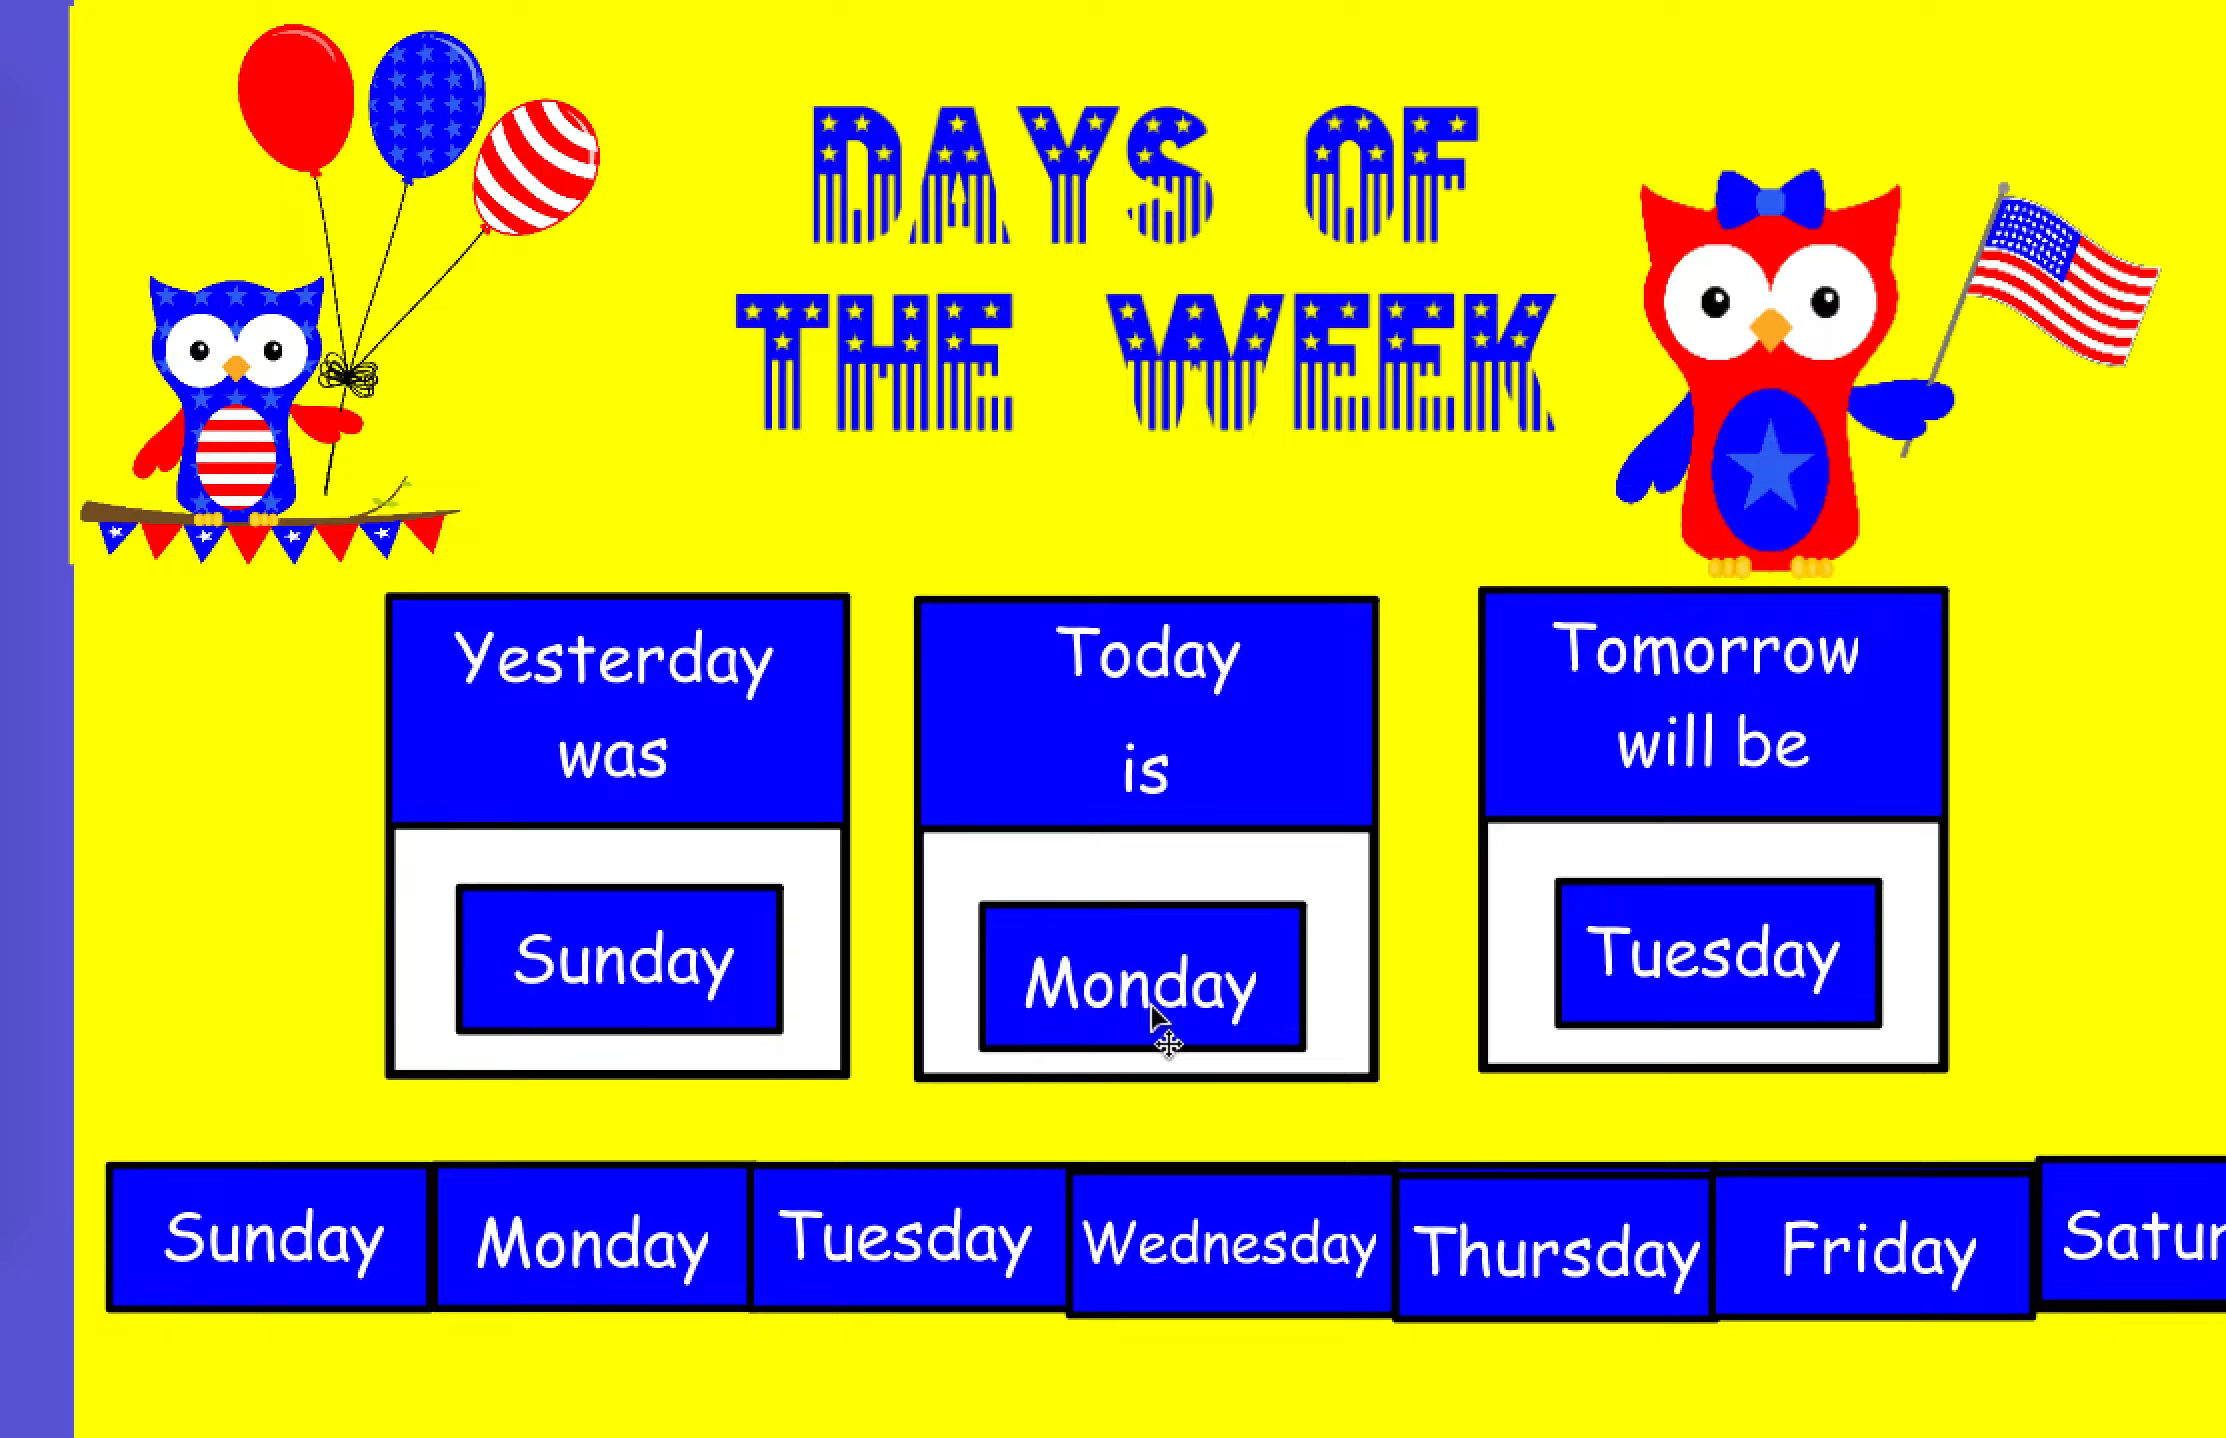 DAYS OF
THE WEEK
Yesterday
was
Today
is
Tomorrow
will be
Sunday
Monday
Tuesday
Sunday Monday Tuesday Wednesday Thursday Friday Satur